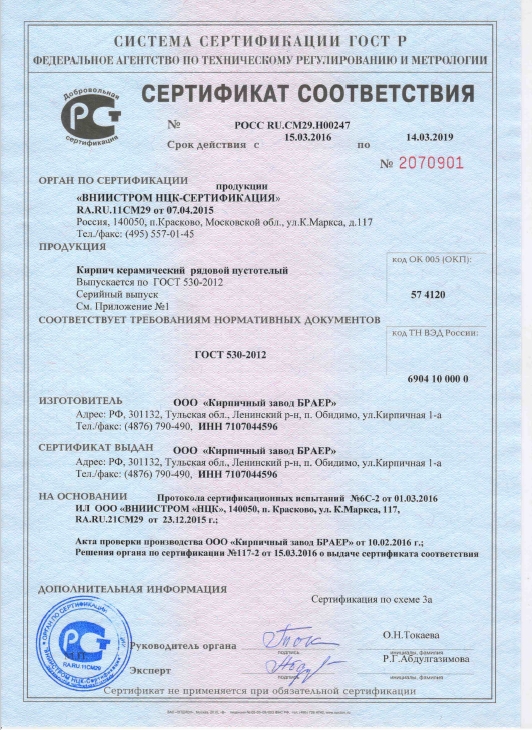 СИСТЕМА СЕРТИФИКАЦИИ ГОСТ Р
ФЕДЕРАЛЬНОЕ АГЕНТСТВО ПО ТЕХНИЧЕСКОМУ РЕГУЛИРОВАНИЮ И МЕТРОЛОГИИ
Добровольная
сертификация
СЕРТИФИКАТ СООТВЕТСТВИЯ
№ РОСС RU.СМ29.Н00247
Срок действия с 15.03.2016 по 14.03.2019
№ 2070901
ОРГАН ПО СЕРТИФИКАЦИИ продукции
«ВНИИСТРОМ НЦК-СЕРТИФИКАЦИЯ»
RA.RU.11СМ29 от 07.04.2015
Россия, 140050, п.Красково, Московской обл., ул.К.Маркса, д.117
Тел./факс: (495) 557-01-45
ПРОДУКЦИЯ
Кирпич керамический рядовой пустотелый
Выпускается по ГОСТ 530-2012
Серийный выпуск
См. Приложение №1
код ОК 005 (ОКП):
57 4120
СООТВЕТСТВУЕТ ТРЕБОВАНИЯМ НОРМАТИВНЫХ ДОКУМЕНТОВ
ГОСТ 530-2012
код ТН ВЭД России:
6904 10 000 0
ИЗГОТОВИТЕЛЬ ООО «Кирпичный завод БРАЕР»
Адрес: РФ, 301132, Тульская обл., Ленинский р-н, п. Обидимо, ул.Кирпичная 1-а
Тел./факс: (4876) 790-490, ИНН 7107044596
СЕРТИФИКАТ ВЫДАН ООО «Кирпичный завод БРАЕР»
Адрес: РФ, 301132, Тульская обл., Ленинский р-н, п. Обидимо, ул.Кирпичная 1-а
Тел./факс: (4876) 790-490, ИНН 7107044596
НА ОСНОВАНИИ Протокола сертификационных испытаний №6С-2 от 01.03.2016
ИЛ ООО «ВНИИСТРОМ «НЦК», 140050, п. Красково, ул. К.Маркса, 117,
RA.RU.21СМ29 от 23.12.2015 г.;
Акта проверки производства ООО «Кирпичный завод БРАЕР» от 10.02.2016 г.;
Решения органа по сертификации №117-2 от 15.03.2016 о выдаче сертификата соответствия
ДОПОЛНИТЕЛЬНАЯ ИНФОРМАЦИЯ
Сертификация по схеме 3а
ОРГАН ПО СЕРТИФИКАЦИИ
RA.RU.11СМ29
Руководитель органа
подпись
О.Н.Токаева
инициалы, фамилия
Эксперт
подпись
Р.Г.Абдулгазимова
инициалы, фамилия
Сертификат не применяется при обязательной сертификации